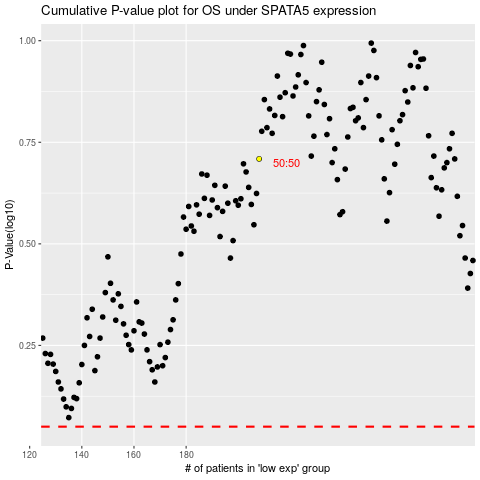 Cumulative P-value plot for OS under SPATA5 expression
1.00
0.75
50:50
0.50
0.25
P-Value(log10)
120 140 160 180
# of patients in 'low exp' group